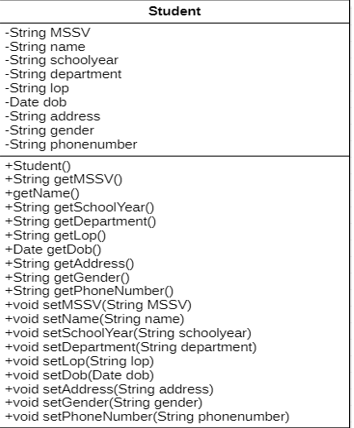 Student
-String MSSV
-String name
-String schoolyear
-String department
-String lop
-Date dob
-String address
-String gender
-String phonenumber
+Student()
+String getMSSV()
+getName()
+String getSchoolYear()
+String getDepartment()
+String getLop()
+Date getDob()
+String getAddress()
+String getGender()
+String getPhoneNumber()
+void setMSSV(String MSSV)
+void setName(String name)
+void setSchoolYear(String schoolyear)
+void setDepartment(String department)
+void setLop(String lop)
+void setDob(Date dob)
+void setAddress(String address)
+void setGender(String gender)
+void setPhoneNumber(String phonenumber)